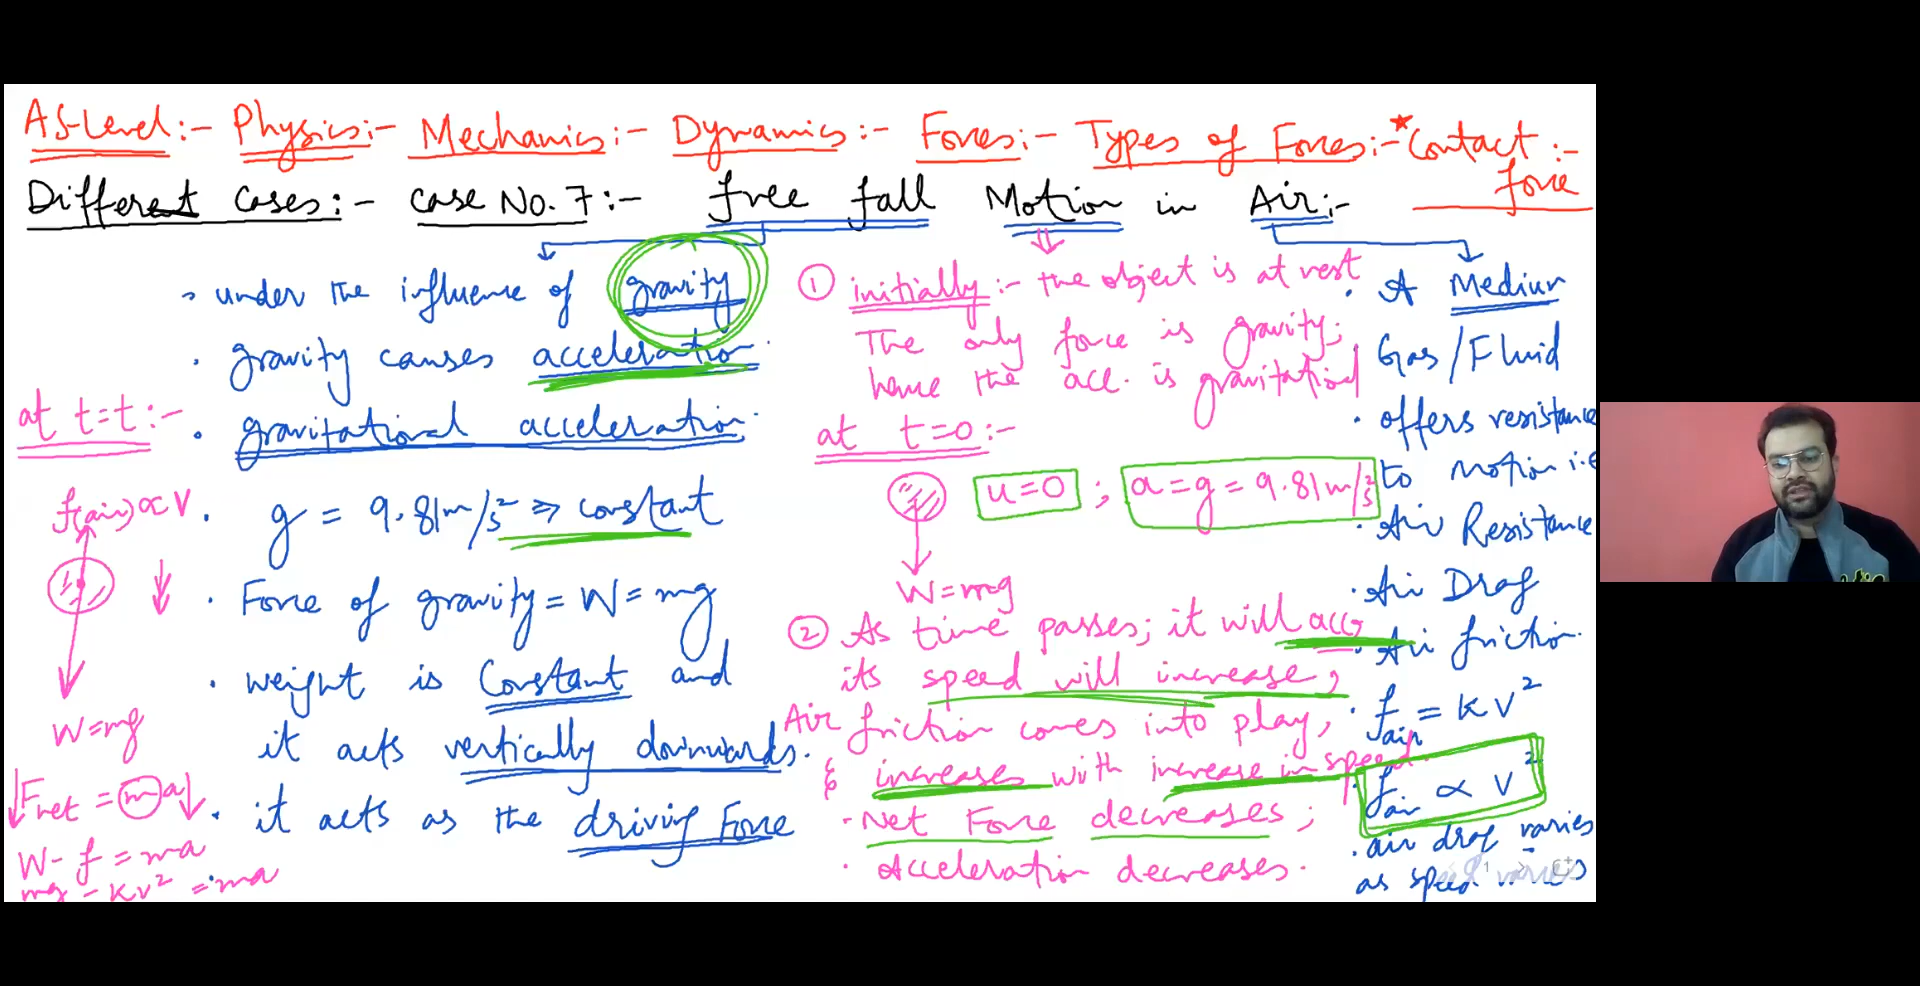 AS-Level:- Physics:- Mechanics:- Dynamics:- Forces:- Types of Forces:- *Contact force:-
Different Cases:- Case No. 7:- free fall Motion in Air:-
under the influence of gravity
gravity causes acceleration
gravitational acceleration
g = 9.81m/s² ⇒ constant
Force of gravity = W = mg
weight is Constant and
it acts vertically downwards.
it acts as the driving Force
at t=t:-
f(air) ∝ V
W=mg
Fnet = ma
W - f = ma
mg - Kv² = ma
① initially:- the object is at rest
The only force is gravity;
hence the acc. is gravitational
at t=0:-
u=0 ; a=g=9.81m/s²
W=mg
② As time passes; it will acc,
its speed will increase,
Air friction comes into play,
& increases with increase in speed
Net Force decreases;
Acceleration decreases.
A Medium
Gas/Fluid
offers resistance
to motion i.e
Air Resistance
Air Drag
Air friction.
fair = KV²
fair ∝ V²
air drag varies
as speed varies